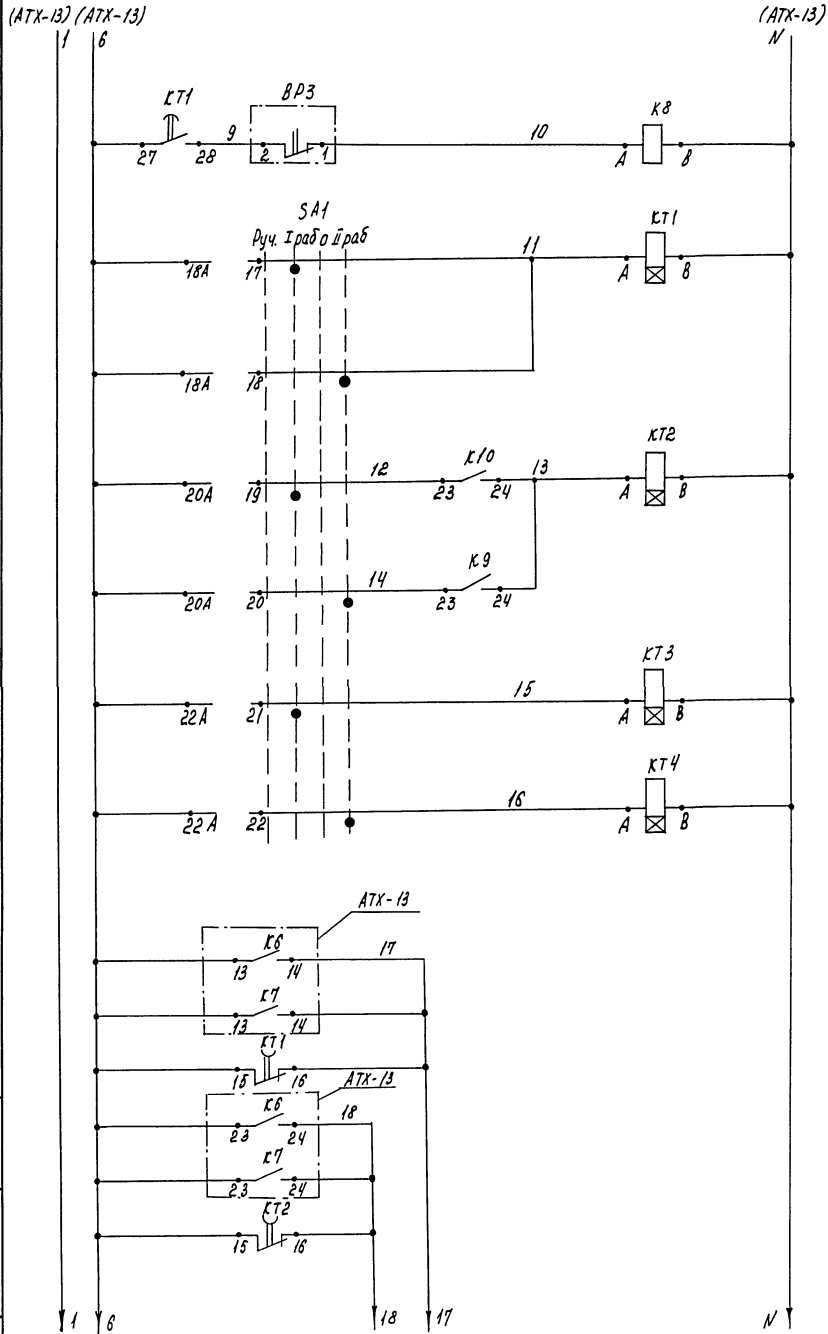 (АТХ-13) (АТХ-13) (АТХ-13)
1 6 N
КТ1 ВР3 К8
27 28 9 2 1 10 А В
SA1
Руч. I раб О II раб
КТ1
18А 17 11 А В
18А 18
КТ2
20А 19 12 К10 23 24 13 А В
20А 20 14 К9 23 24
КТ3
22А 21 15 А В
КТ4
22А 22 16 А В
АТХ-13
К6 17
13 14
К7
13 14
КТ1
15 16
АТХ-13
К6 18
23 24
К7
23 24
КТ2
15 16
1 6 18 17 N